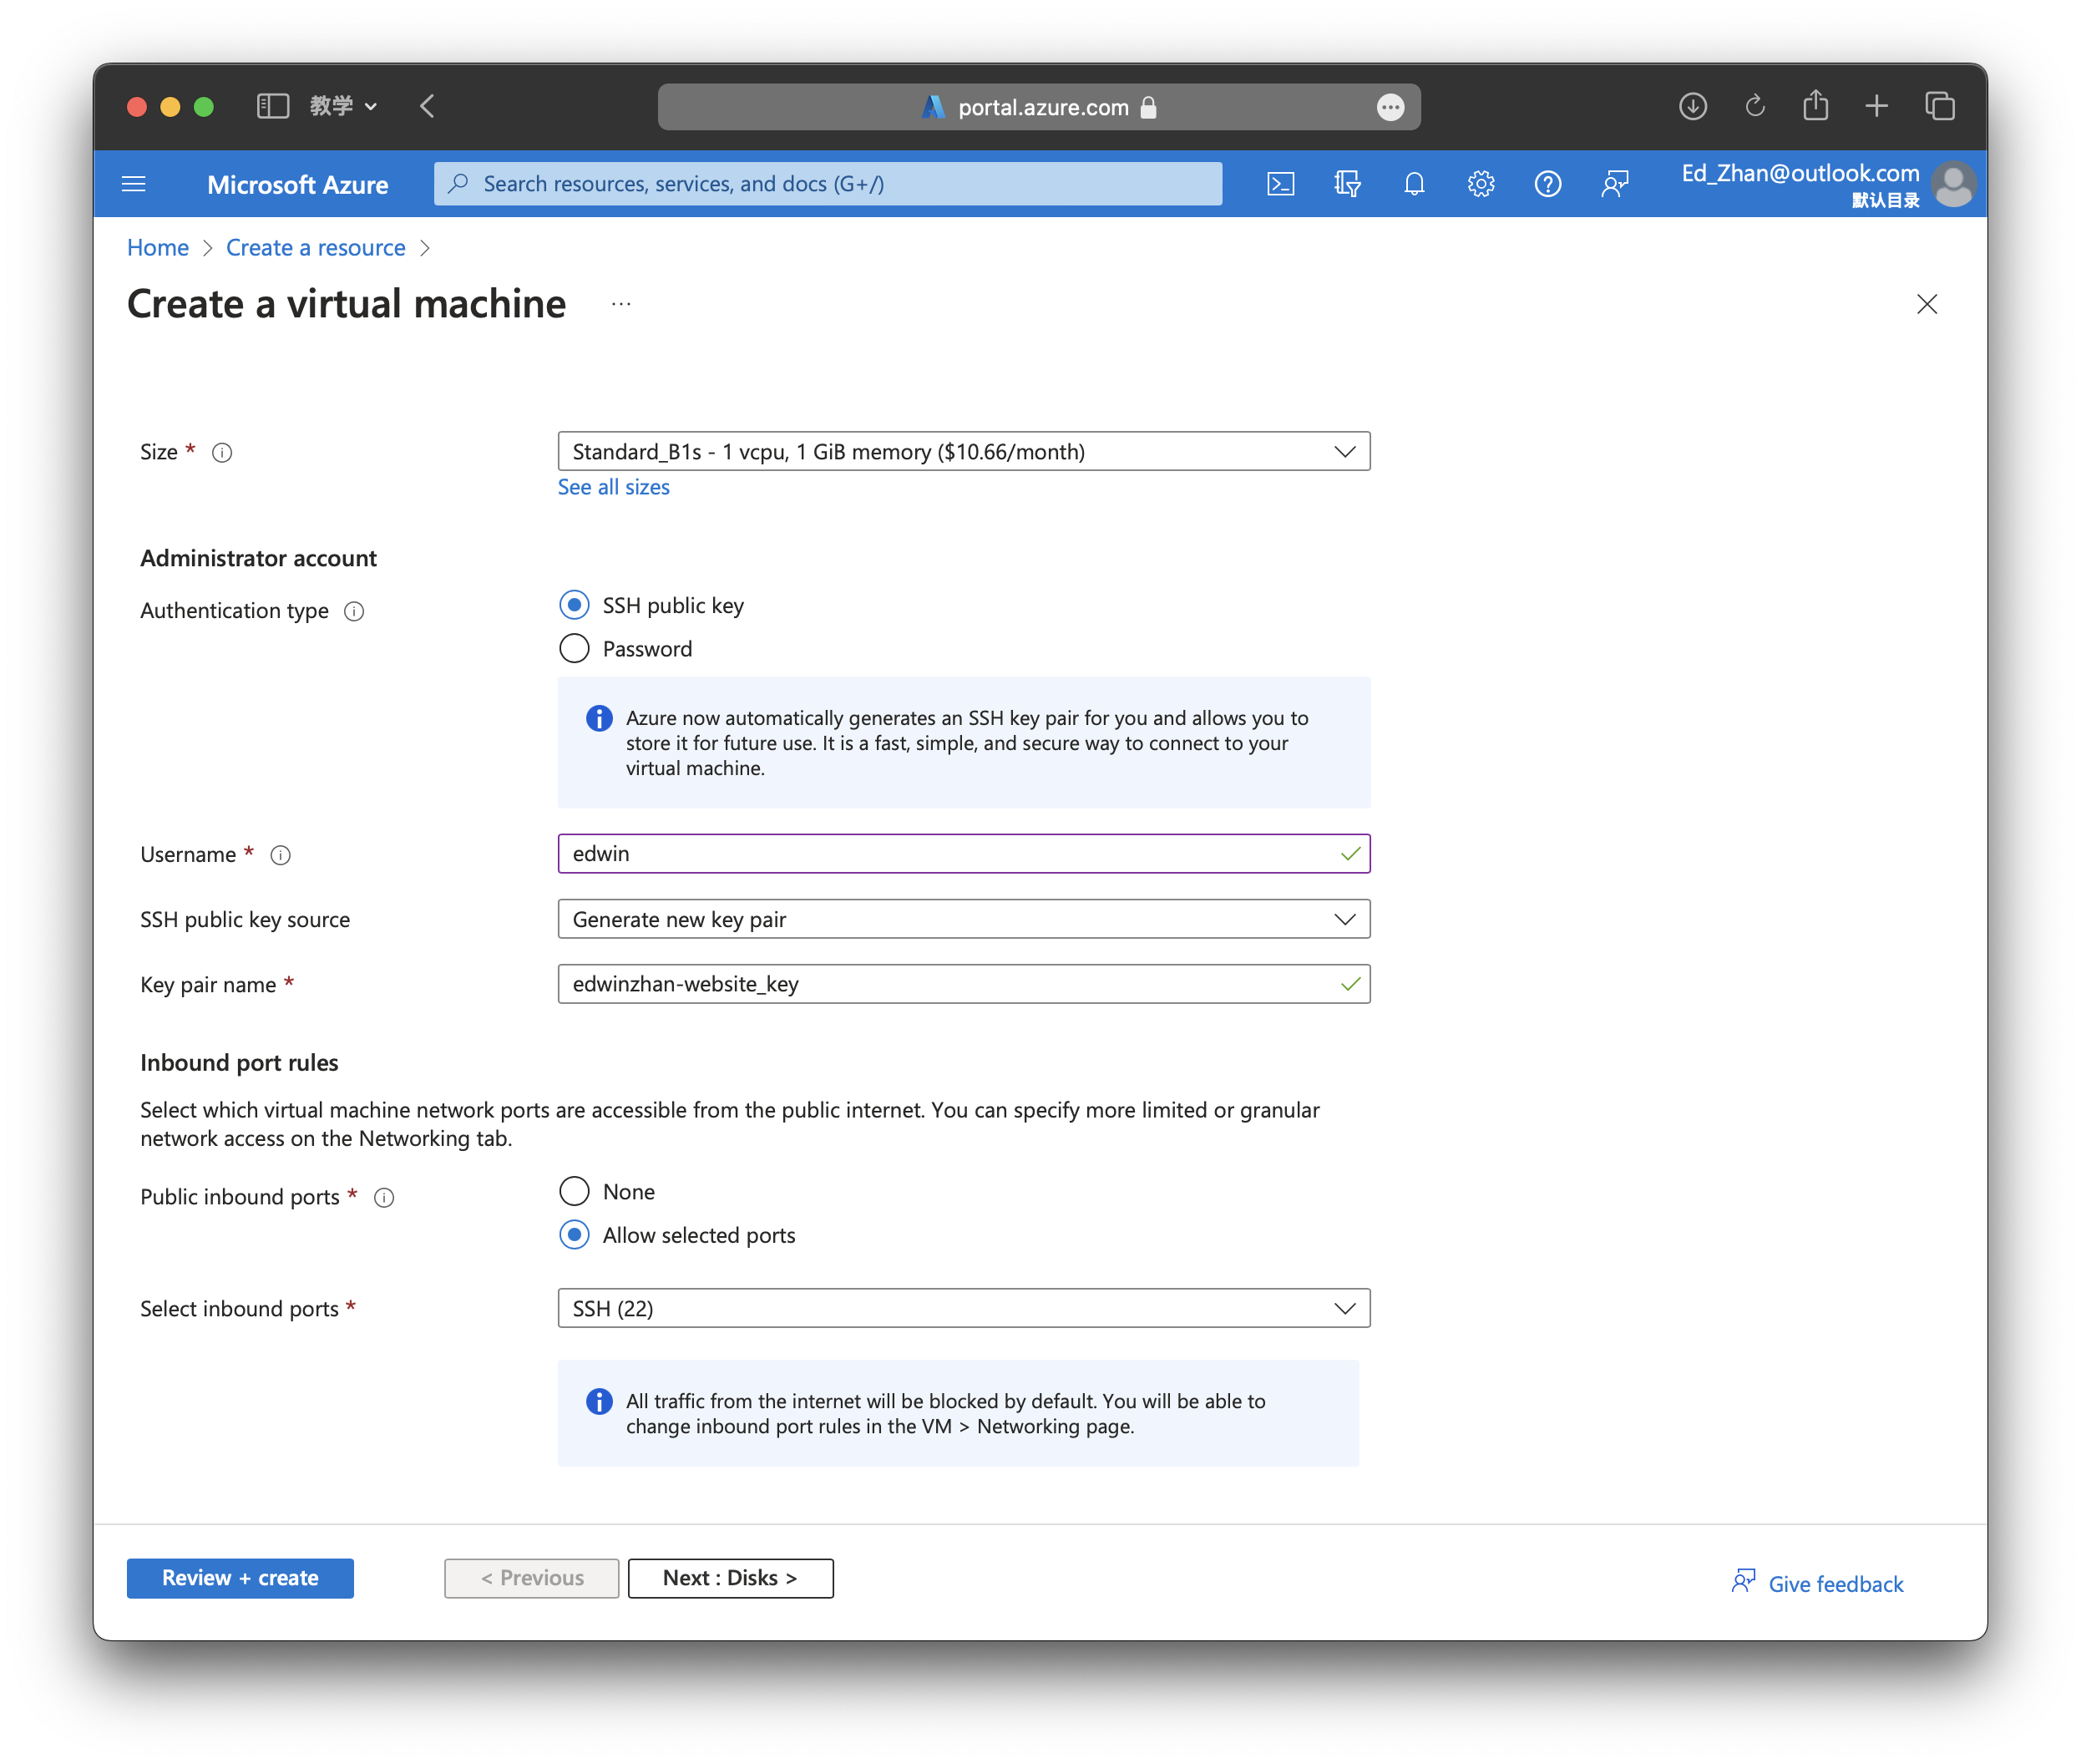 教学
portal.azure.com
Microsoft Azure
Search resources, services, and docs (G+/)
Ed_Zhan@outlook.com
默认目录
Home > Create a resource >
Create a virtual machine ...
Size *
Standard_B1s - 1 vcpu, 1 GiB memory ($10.66/month)
See all sizes
Administrator account
Authentication type
SSH public key
Password
Azure now automatically generates an SSH key pair for you and allows you to
store it for future use. It is a fast, simple, and secure way to connect to your
virtual machine.
Username *
edwin
SSH public key source
Generate new key pair
Key pair name *
edwinzhan-website_key
Inbound port rules
Select which virtual machine network ports are accessible from the public internet. You can specify more limited or granular
network access on the Networking tab.
Public inbound ports *
None
Allow selected ports
Select inbound ports *
SSH (22)
All traffic from the internet will be blocked by default. You will be able to
change inbound port rules in the VM > Networking page.
Review + create
< Previous
Next : Disks >
Give feedback